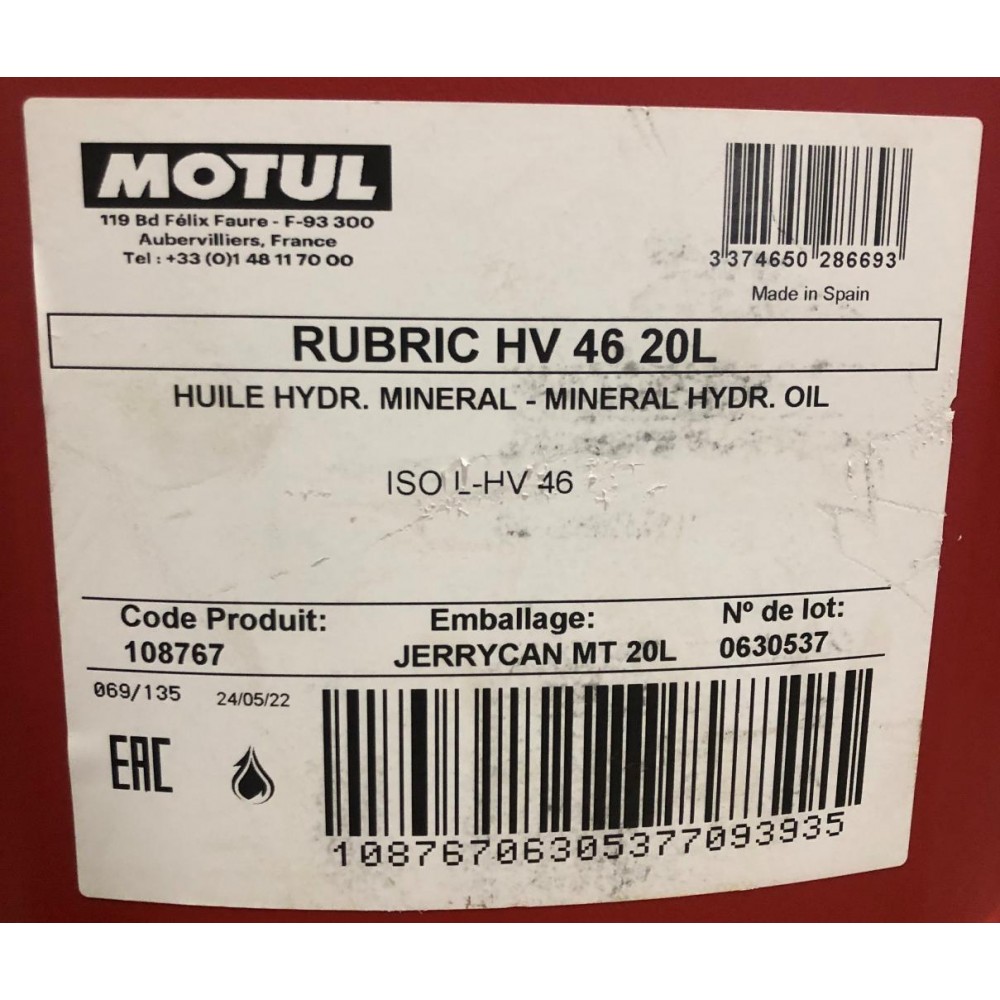 MOTUL
119 Bd Félix Faure - F-93 300
Aubervilliers, France
Tel : +33 (0)1 48 11 70 00
3 374650 286693
Made in Spain
RUBRIC HV 46 20L
HUILE HYDR. MINERAL - MINERAL HYDR. OIL
ISO L-HV 46
Code Produit: Emballage: Nº de lot:
108767 JERRYCAN MT 20L 0630537
069/135 24/05/22
EAC
10876706305377093935